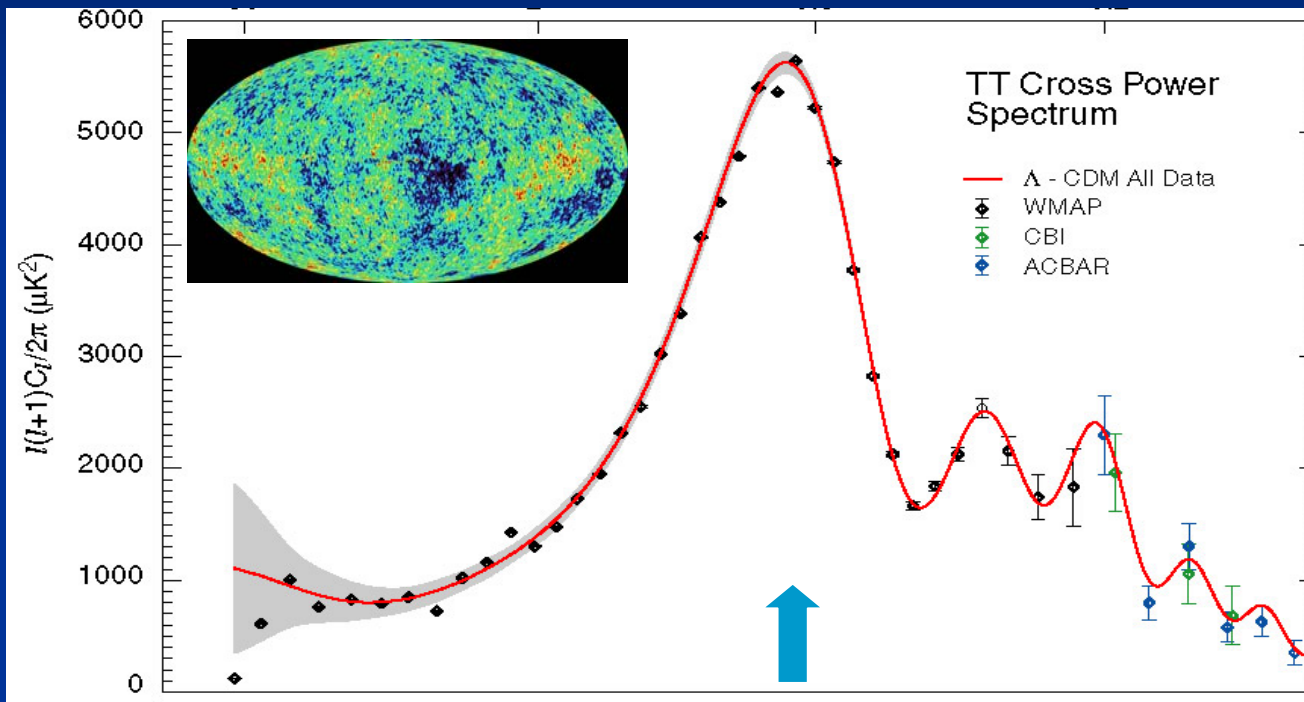 6000
5000
4000
3000
2000
1000
0
l(l+1)Cl/2π (μK²)
TT Cross Power
Spectrum
Λ - CDM All Data
WMAP
CBI
ACBAR